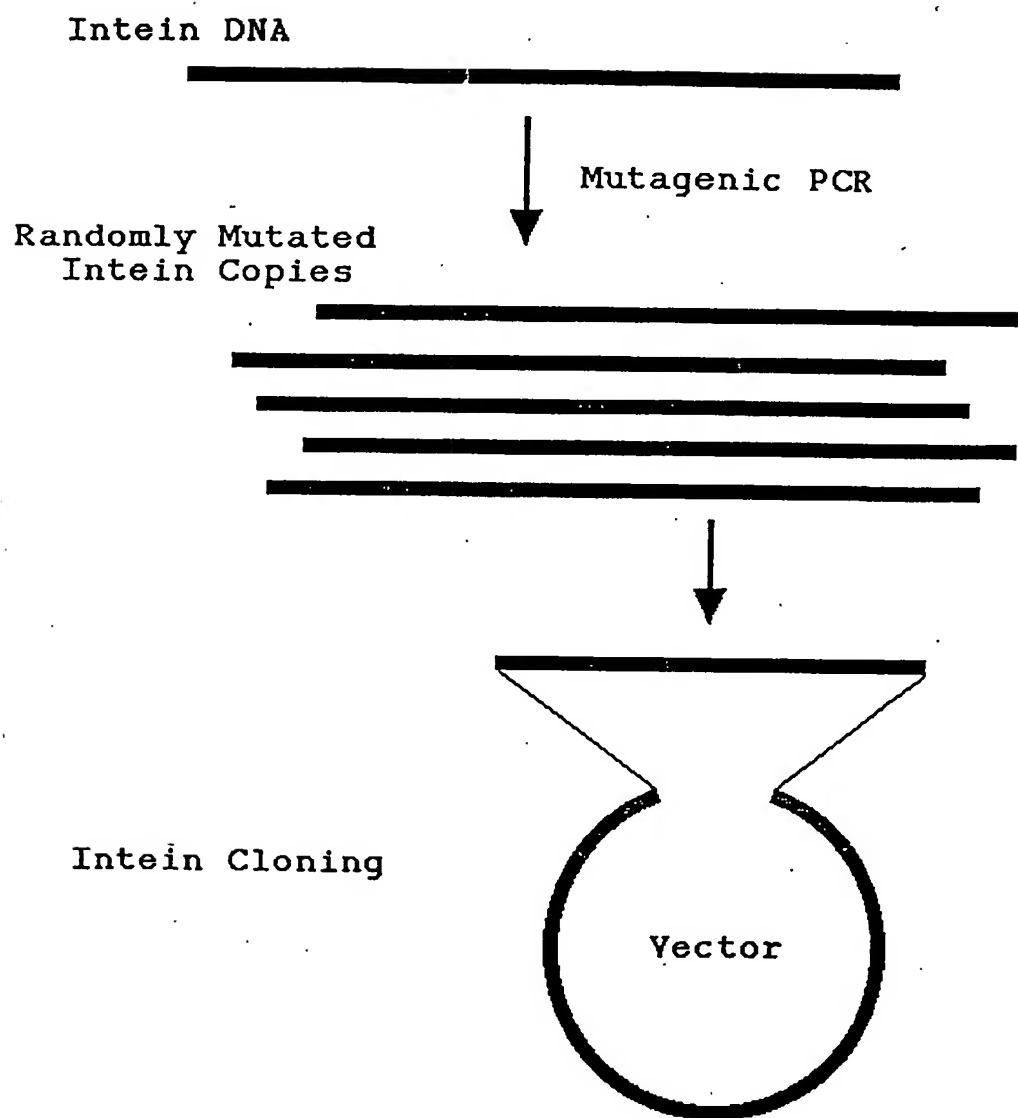 Intein DNA
Mutagenic PCR
Randomly Mutated
Intein Copies
Intein Cloning
Vector